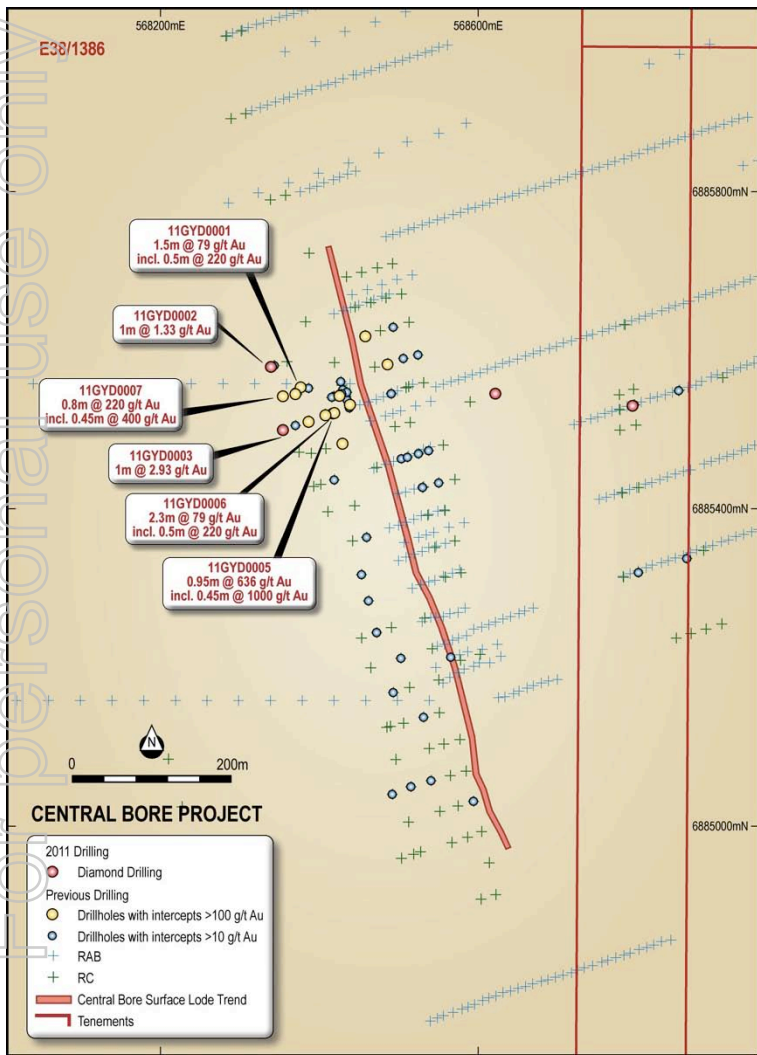 568200mE
568600mE
E38/1386
6885800mN
11GYD0001
1.5m @ 79 g/t Au
incl. 0.5m @ 220 g/t Au
11GYD0002
1m @ 1.33 g/t Au
11GYD0007
0.8m @ 220 g/t Au
incl. 0.45m @ 400 g/t Au
11GYD0003
1m @ 2.93 g/t Au
11GYD0006
2.3m @ 79 g/t Au
incl. 0.5m @ 220 g/t Au
11GYD0005
0.95m @ 636 g/t Au
incl. 0.45m @ 1000 g/t Au
6885400mN
N
0
200m
CENTRAL BORE PROJECT
6885000mN
2011 Drilling
Diamond Drilling
Previous Drilling
Drillholes with intercepts >100 g/t Au
Drillholes with intercepts >10 g/t Au
RAB
RC
Central Bore Surface Lode Trend
Tenements
For personal use only